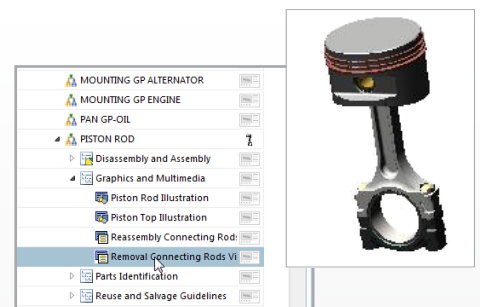 MOUNTING GP ALTERNATOR
MOUNTING GP ENGINE
PAN GP-OIL
PISTON ROD
Disassembly and Assembly
Graphics and Multimedia
Piston Rod Illustration
Piston Top Illustration
Reassembly Connecting Rods
Removal Connecting Rods Vi
Parts Identification
Reuse and Salvage Guidelines